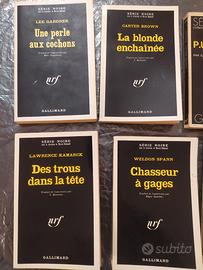 SÉRIE NOIRE
LEE GARDNER
Une perle
aux cochons
nrf
GALLIMARD
SÉRIE NOIRE
CARTER BROWN
La blonde
enchaînée
nrf
GALLIMARD
P.U
SÉRIE NOIRE
LAWRENCE KAMARCK
Des trous
dans la tête
nrf
GALLIMARD
SÉRIE NOIRE
WELDON SPANN
Chasseur
à gages
nrf
GALLIMARD
subito